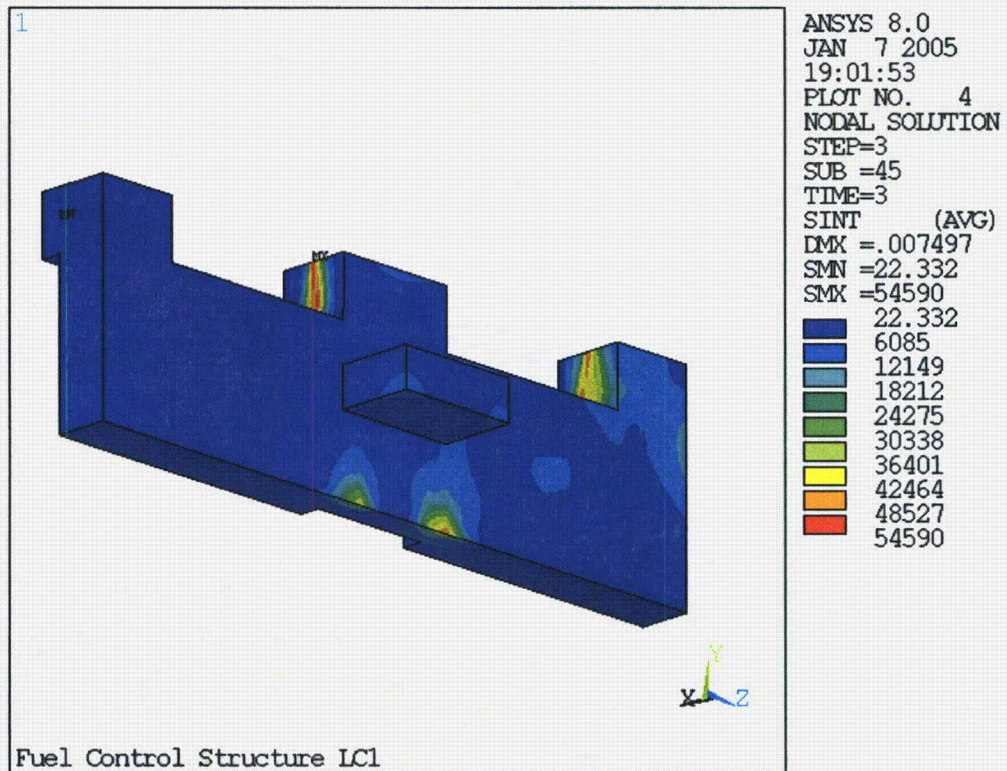 1
ANSYS 8.0
JAN 7 2005
19:01:53
PLOT NO. 4
NODAL SOLUTION
STEP=3
SUB =45
TIME=3
SINT (AVG)
DMX =.007497
SMN =22.332
SMX =54590
22.332
6085
12149
18212
24275
30338
36401
42464
48527
54590
MX
Y
X
Z
Fuel Control Structure LC1